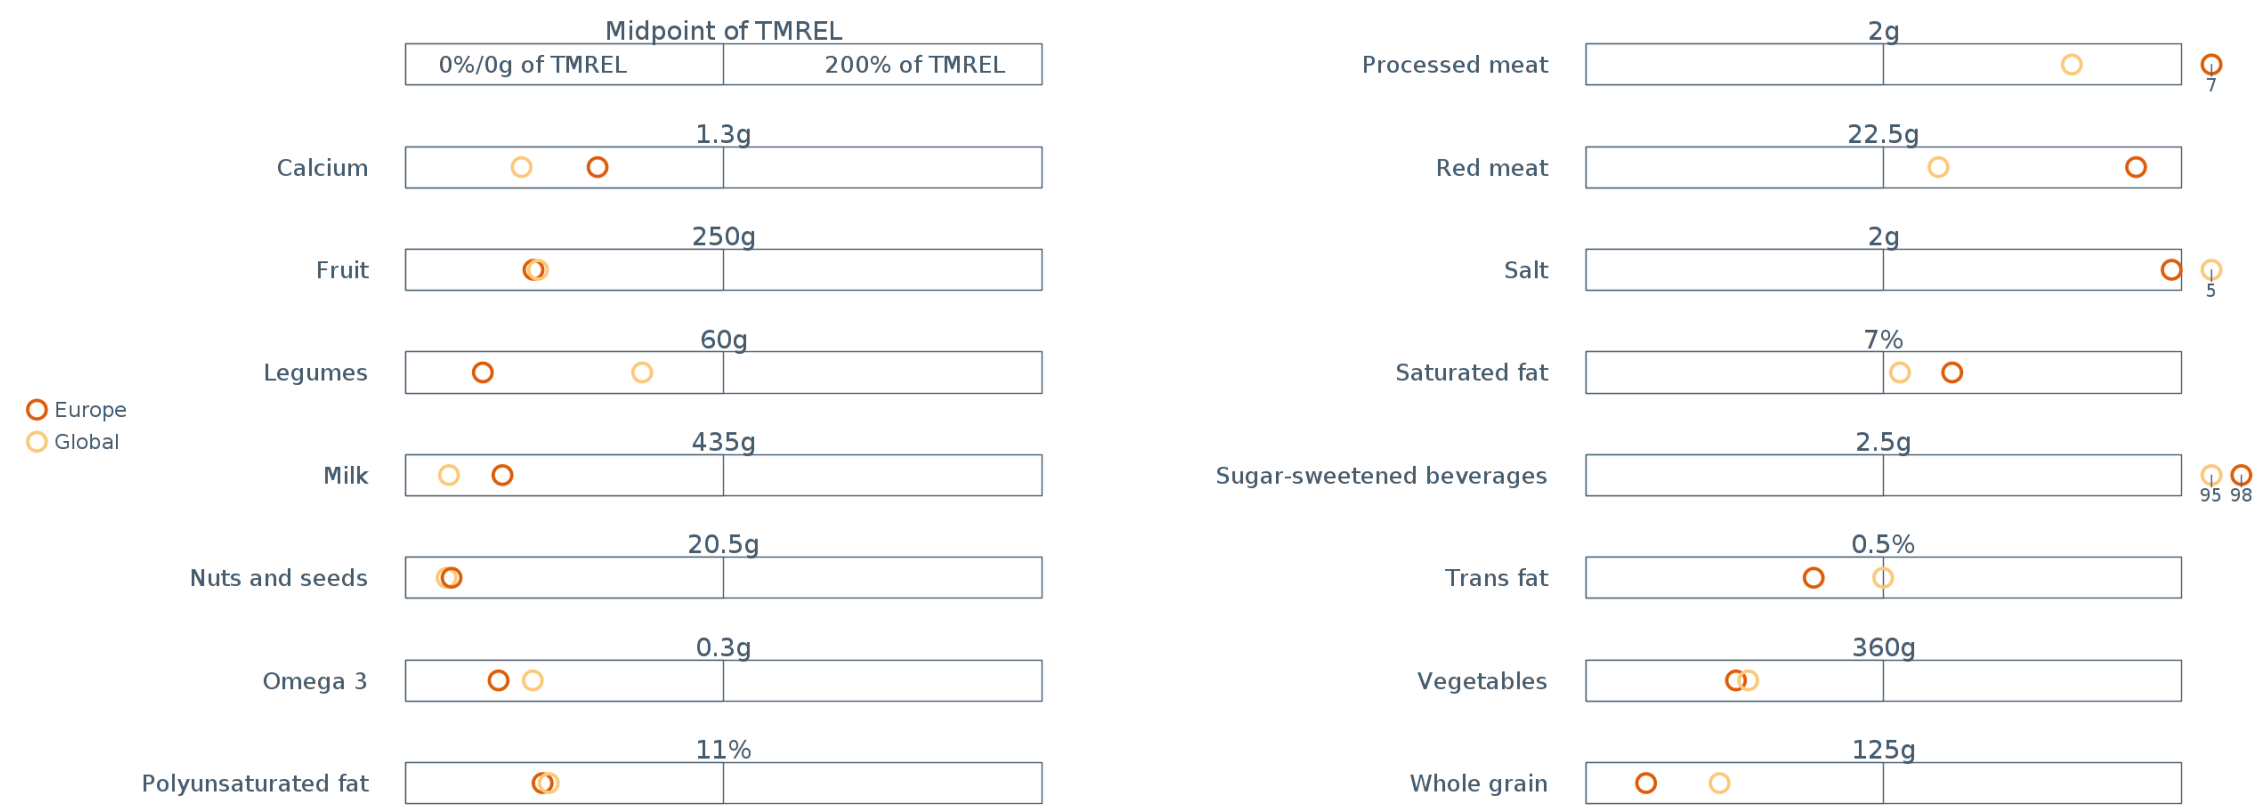 Midpoint of TMREL
0%/0g of TMREL 200% of TMREL
1.3g
Calcium
250g
Fruit
60g
Legumes
Europe
Global
435g
Milk
20.5g
Nuts and seeds
0.3g
Omega 3
11%
Polyunsaturated fat
2g
Processed meat
7
22.5g
Red meat
2g
Salt
5
7%
Saturated fat
2.5g
Sugar-sweetened beverages
95 98
0.5%
Trans fat
360g
Vegetables
125g
Whole grain